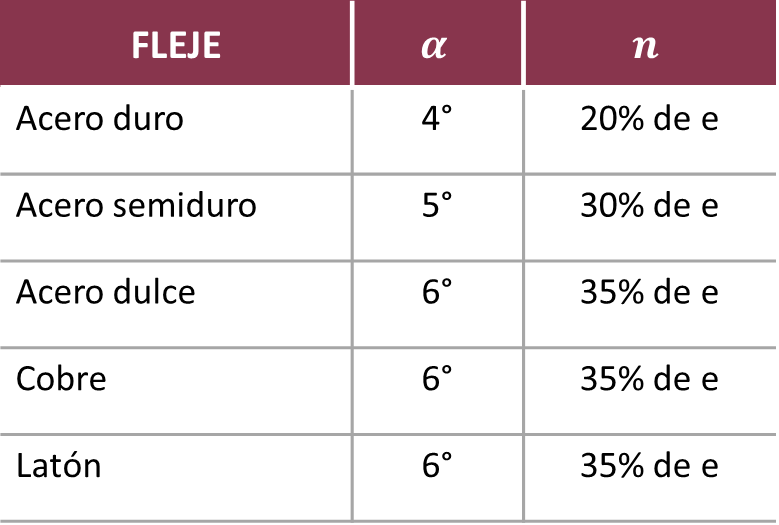 FLEJE α n
Acero duro 4° 20% de e
Acero semiduro 5° 30% de e
Acero dulce 6° 35% de e
Cobre 6° 35% de e
Latón 6° 35% de e